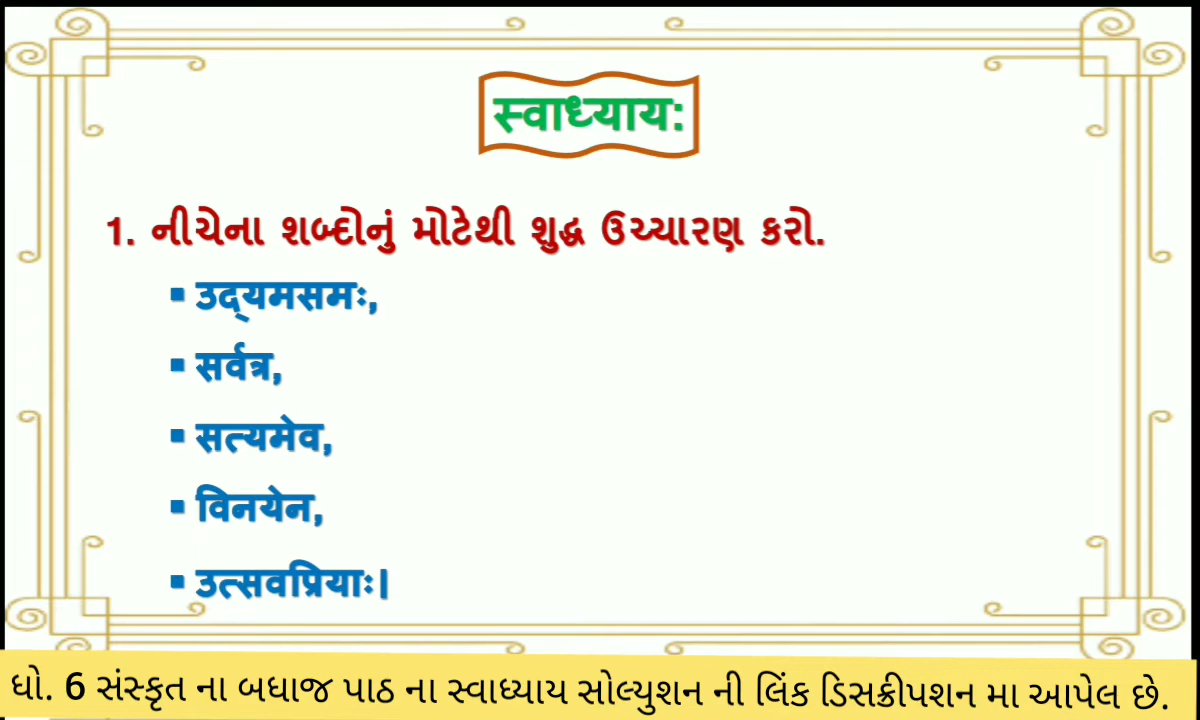 स्वाध्यायः
1. નીચેના શબ્દોનું મોટેથી શુદ્ધ ઉચ્ચારણ કરો.
▪ उद्यमसमः,
▪ सर्वत्र,
▪ सत्यमेव,
▪ विनयेन,
▪ उत्सवप्रियाः।
ધો. 6 સંસ્કૃત ના બધાજ પાઠ ના સ્વાધ્યાય સોલ્યુશન ની લિંક ડિસક્રીપશન મા આપેલ છે.